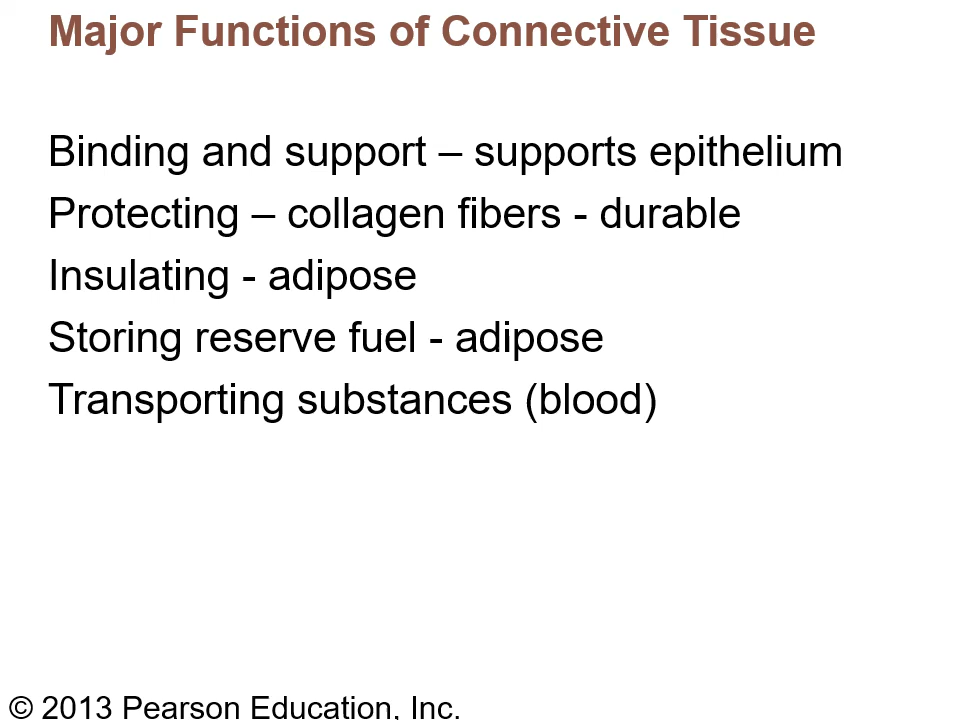 Major Functions of Connective Tissue
Binding and support – supports epithelium
Protecting – collagen fibers - durable
Insulating - adipose
Storing reserve fuel - adipose
Transporting substances (blood)
© 2013 Pearson Education, Inc.